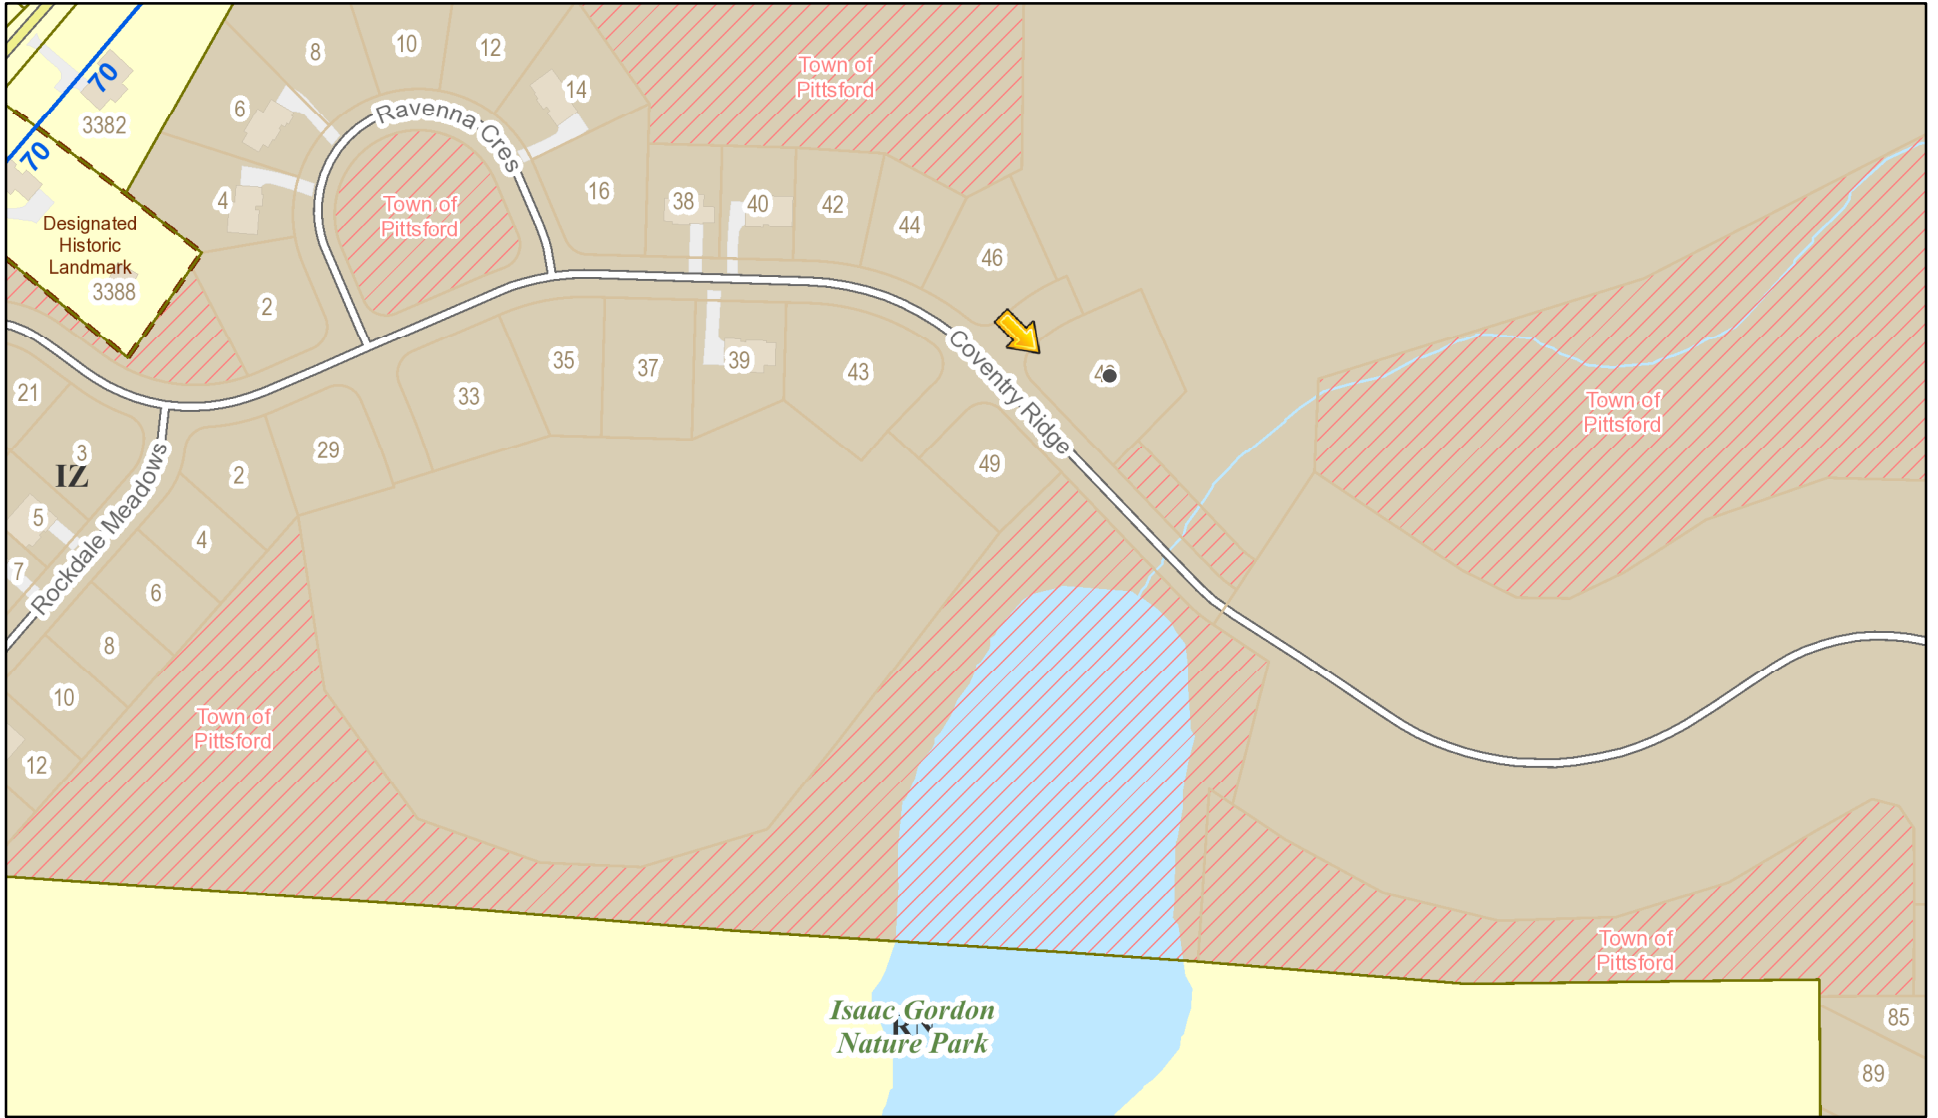 8
10
12
Town of
Pittsford
70
14
6
Ravenna Cres
3382
70
16
38
40
42
44
4
Town of
Pittsford
Designated
Historic
Landmark
3388
46
2
Coventry Ridge
35
37
39
43
33
21
29
49
3
IZ
2
Town of
Pittsford
5
4
7
Rockdale Meadows
6
8
10
12
Town of
Pittsford
Town of
Pittsford
Isaac Gordon
Nature Park
85
89